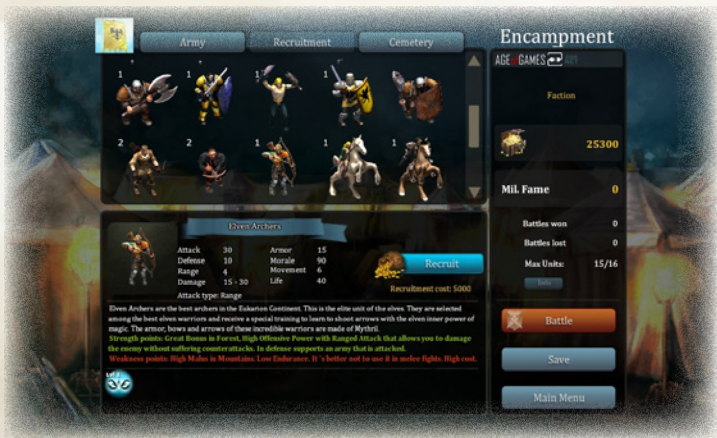 Army
Recruitment
Cemetery
Encampment
AGE of GAMES
Faction
1
1
1
1
1
2
2
1
1
1
25300
Mil. Fame 0
Battles won 0
Battles lost 0
Max Units: 15/16
Info
Elven Archers
Attack 30 Armor 15
Defense 10 Morale 90
Range 4 Movement 6
Damage 15 - 30 Life 40
Attack type: Range
Recruit
Recruitment cost: 5000
Elven Archers are the best archers in the Eukarion Continent. This is the elite unit of the elves. They are selected
among the best elven warriors and receive a special training to learn to shoot arrows with the elven inner power of
magic. The armor, bows and arrows of these incredible warriors are made of Mythril.
Strength points: Great Bonus in Forest, High Offensive Power with Ranged Attack that allows you to damage
the enemy without suffering counterattacks. In defense supports an army that is attacked.
Weakness points: High Malus in Mountains. Low Endurance. It 's better not to use it in melee fights. High cost.
Battle
Save
Main Menu